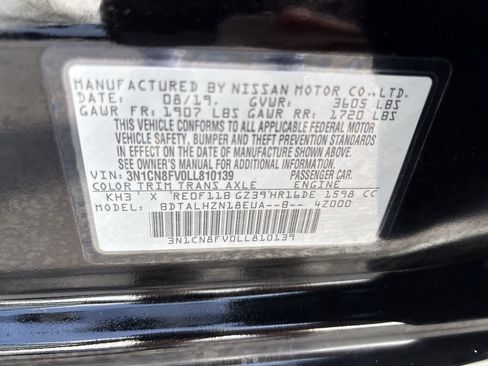 MANUFACTURED BY NISSAN MOTOR CO.,LTD.
DATE: 08/19. GVWR: 3605 LBS
GAWR FR: 1907 LBS GAWR RR: 1720 LBS
THIS VEHICLE CONFORMS TO ALL APPLICABLE FEDERAL MOTOR
VEHICLE SAFETY, BUMPER, AND THEFT PREVENTION STANDARDS
IN EFFECT ON THE DATE OF MANUFACTURE SHOWN ABOVE.
SEE OWNER'S MANUAL FOR MORE INFORMATION.
VIN: 3N1CN8FV0LL810139 PASSENGER CAR.
COLOR TRIM TRANS AXLE ENGINE
KH3 X RE0F11B GZ39 HR16DE 1598 CC
MODEL: BDTALHZN18EUA--B-- 4Z000
3N1CN8FV0LL810139